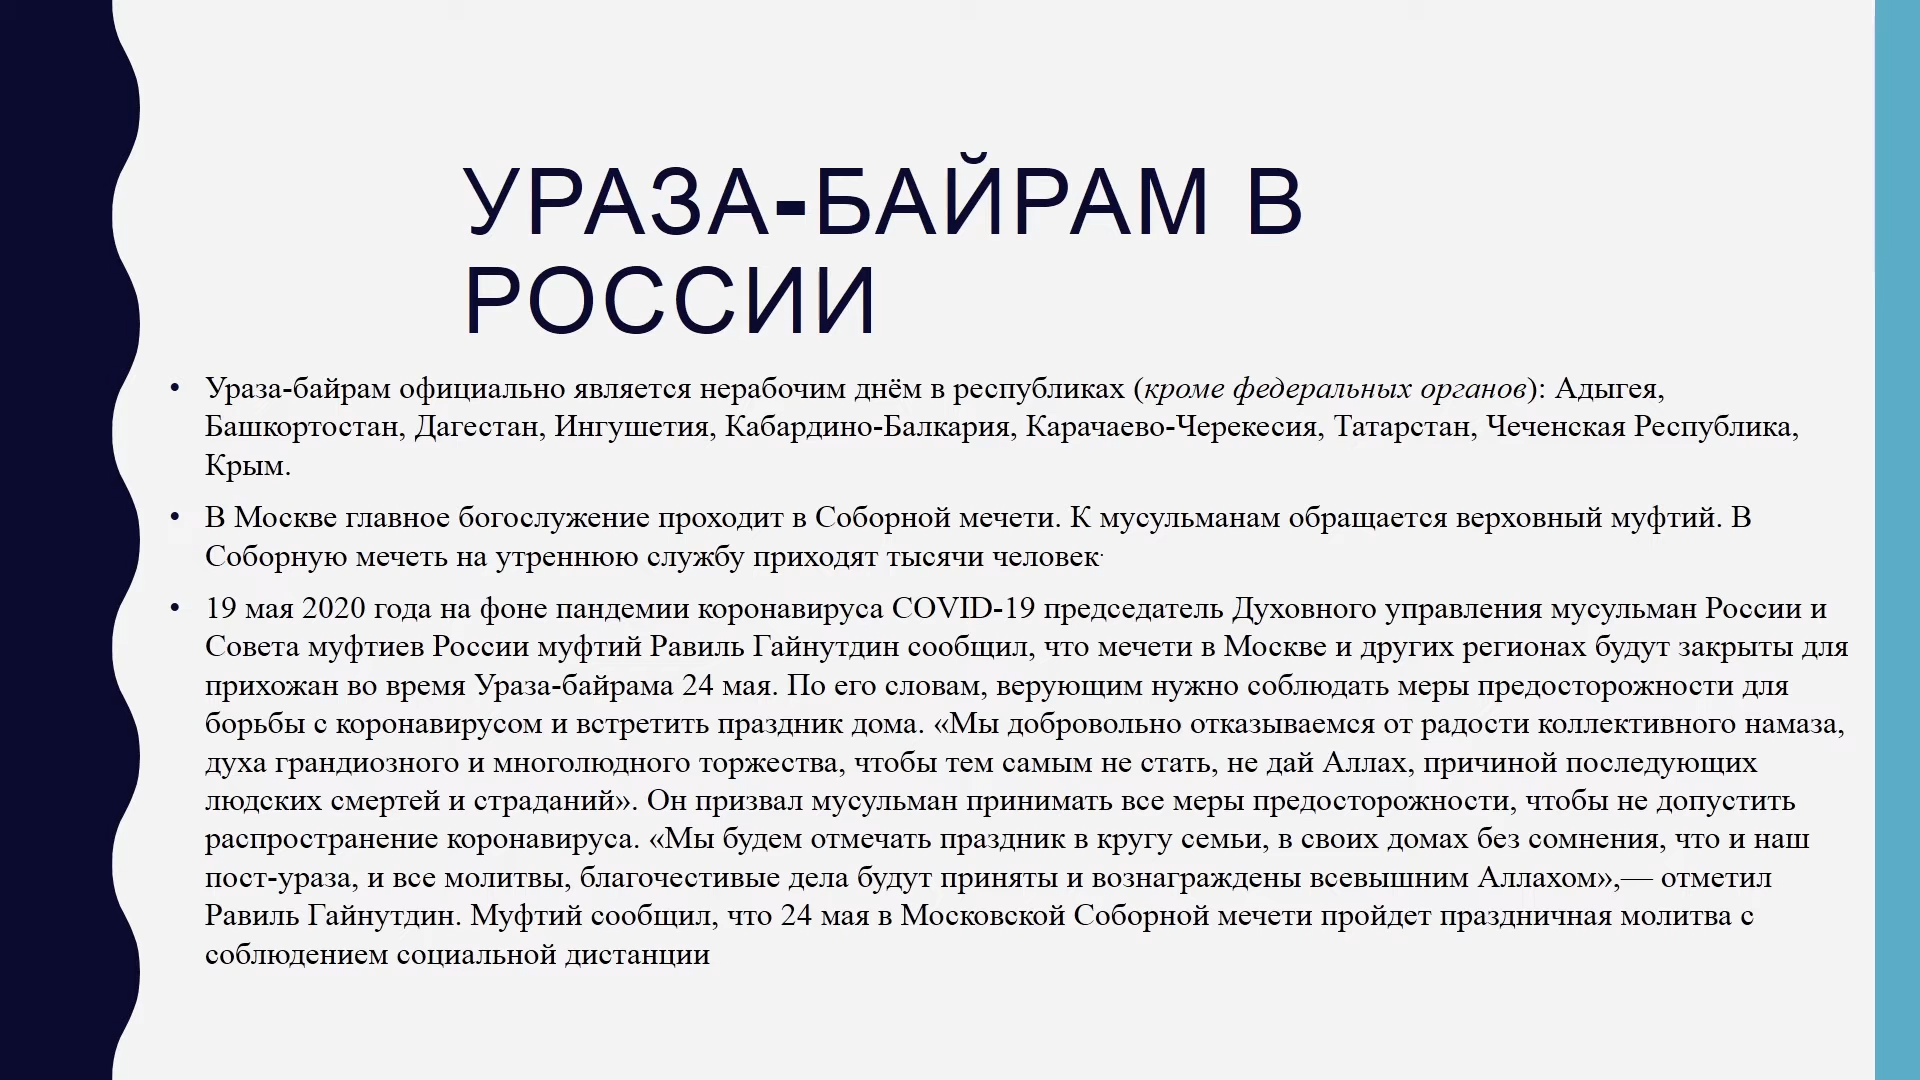 УРАЗА-БАЙРАМ В
РОССИИ
• Ураза-байрам официально является нерабочим днём в республиках (кроме федеральных органов): Адыгея,
Башкортостан, Дагестан, Ингушетия, Кабардино-Балкария, Карачаево-Черекесия, Татарстан, Чеченская Республика,
Крым.
• В Москве главное богослужение проходит в Соборной мечети. К мусульманам обращается верховный муфтий. В
Соборную мечеть на утреннюю службу приходят тысячи человек.
• 19 мая 2020 года на фоне пандемии коронавируса COVID-19 председатель Духовного управления мусульман России и
Совета муфтиев России муфтий Равиль Гайнутдин сообщил, что мечети в Москве и других регионах будут закрыты для
прихожан во время Ураза-байрама 24 мая. По его словам, верующим нужно соблюдать меры предосторожности для
борьбы с коронавирусом и встретить праздник дома. «Мы добровольно отказываемся от радости коллективного намаза,
духа грандиозного и многолюдного торжества, чтобы тем самым не стать, не дай Аллах, причиной последующих
людских смертей и страданий». Он призвал мусульман принимать все меры предосторожности, чтобы не допустить
распространение коронавируса. «Мы будем отмечать праздник в кругу семьи, в своих домах без сомнения, что и наш
пост-ураза, и все молитвы, благочестивые дела будут приняты и вознаграждены всевышним Аллахом»,— отметил
Равиль Гайнутдин. Муфтий сообщил, что 24 мая в Московской Соборной мечети пройдет праздничная молитва с
соблюдением социальной дистанции